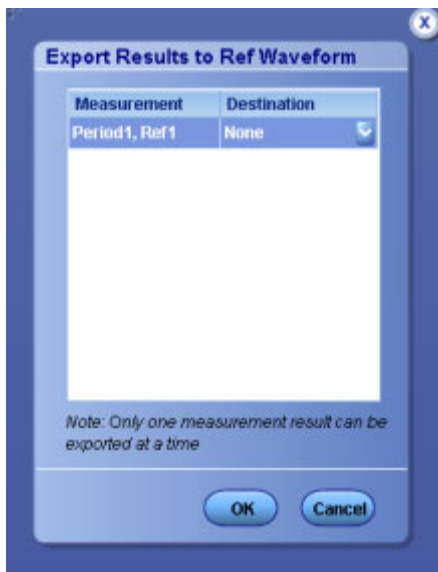 X
Export Results to Ref Waveform
Measurement Destination
Period1, Ref1 None
Note: Only one measurement result can be
exported at a time
OK Cancel